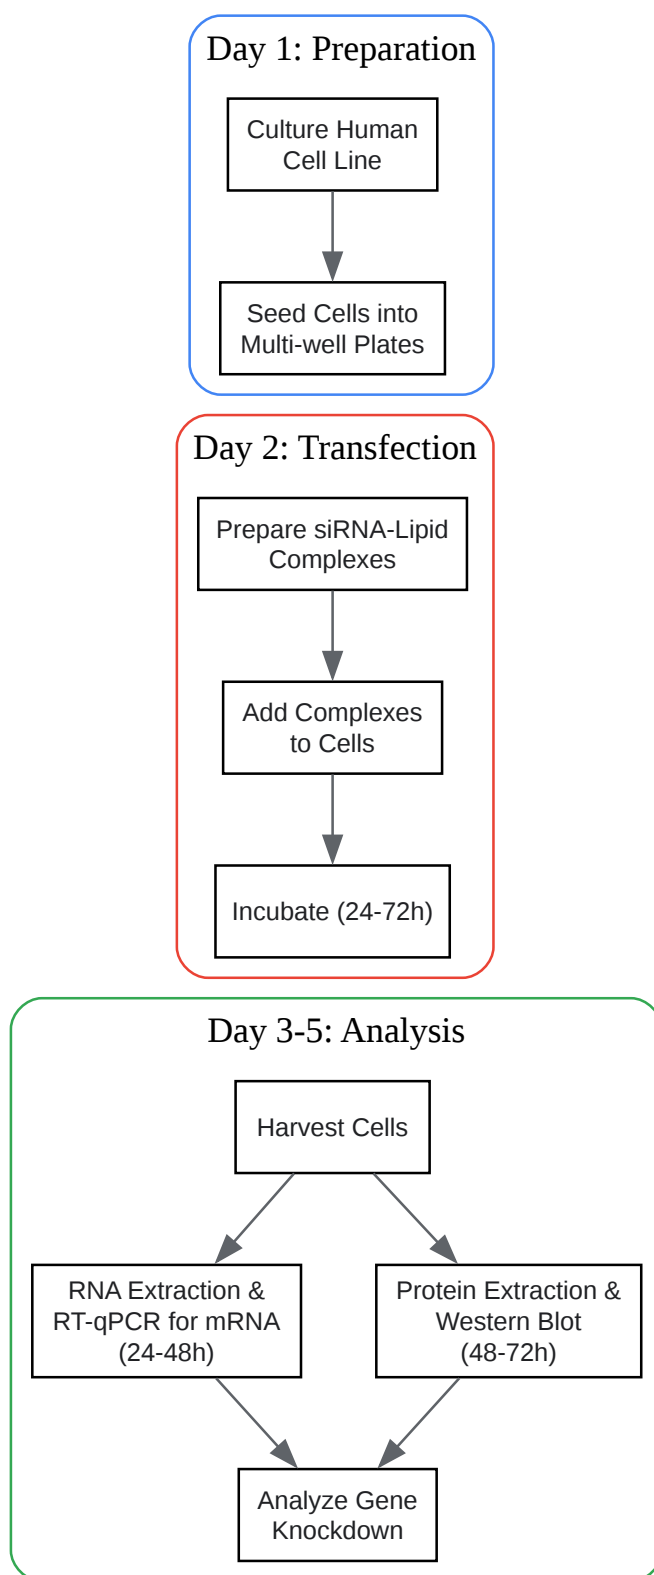 Day 1: Preparation
Culture Human
Cell Line
Seed Cells into
Multi-well Plates
Day 2: Transfection
Prepare siRNA-Lipid
Complexes
Add Complexes
to Cells
Incubate (24-72h)
Day 3-5: Analysis
Harvest Cells
RNA Extraction &
RT-qPCR for mRNA
(24-48h)
Protein Extraction &
Western Blot
(48-72h)
Analyze Gene
Knockdown